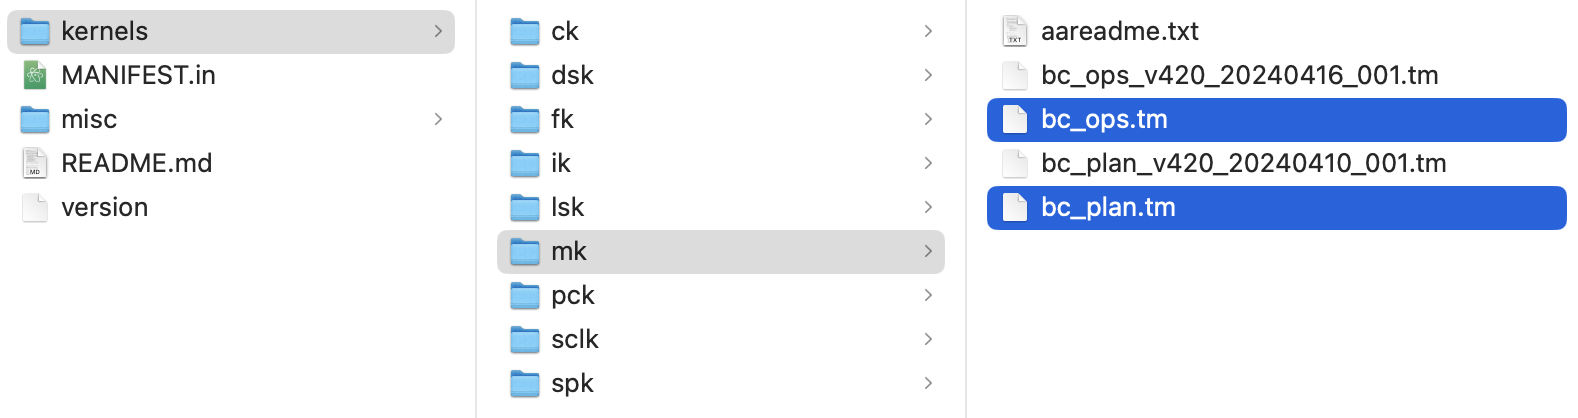 kernels
MANIFEST.in
misc
README.md
version
ck
dsk
fk
ik
lsk
mk
pck
sclk
spk
aareadme.txt
bc_ops_v420_20240416_001.tm
bc_ops.tm
bc_plan_v420_20240410_001.tm
bc_plan.tm